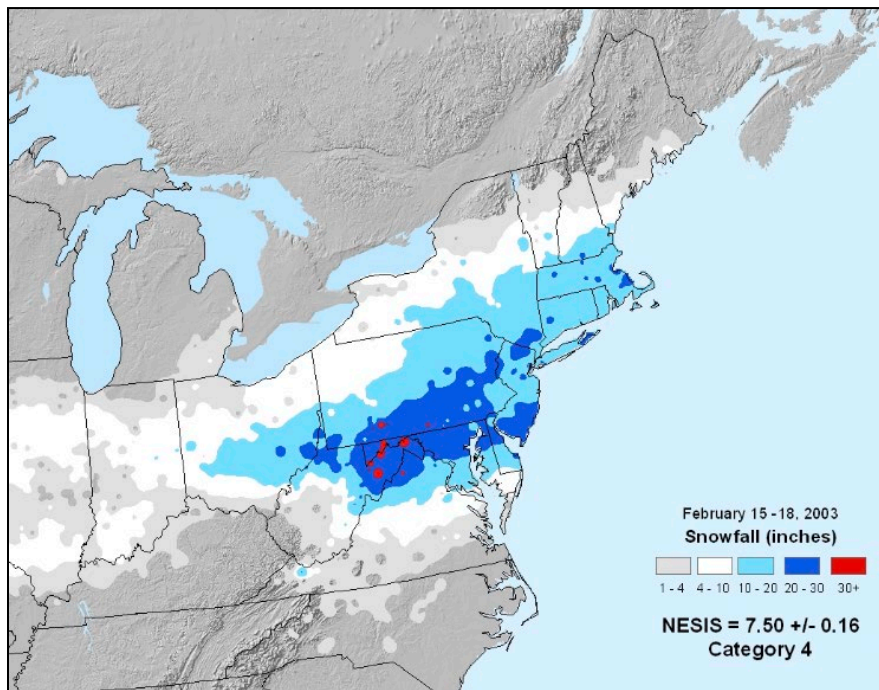 February 15 - 18, 2003
Snowfall (inches)
1 - 4 4 - 10 10 - 20 20 - 30 30+
NESIS = 7.50 +/- 0.16
Category 4